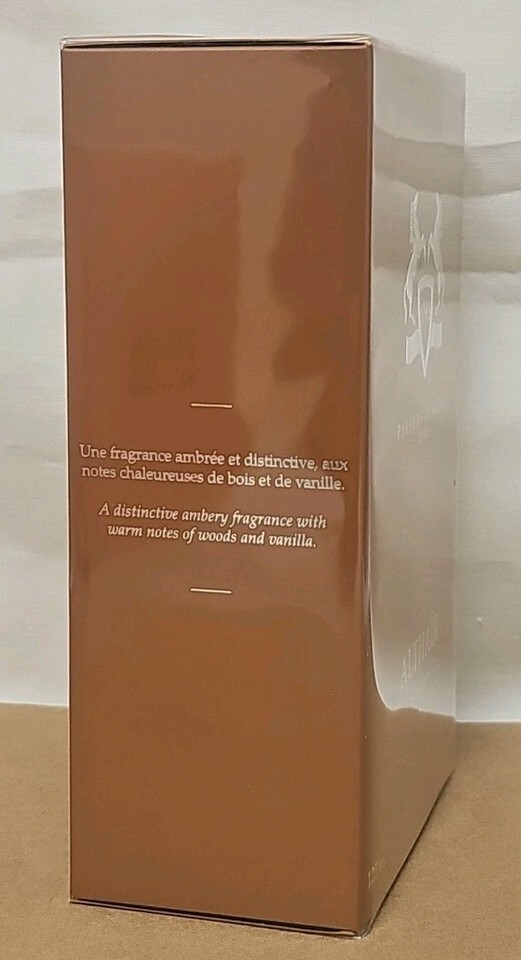 Une fragrance ambrée et distinctive, aux
notes chaleureuses de bois et de vanille.
A distinctive ambery fragrance with
warm notes of woods and vanilla.
ALTHAÏR